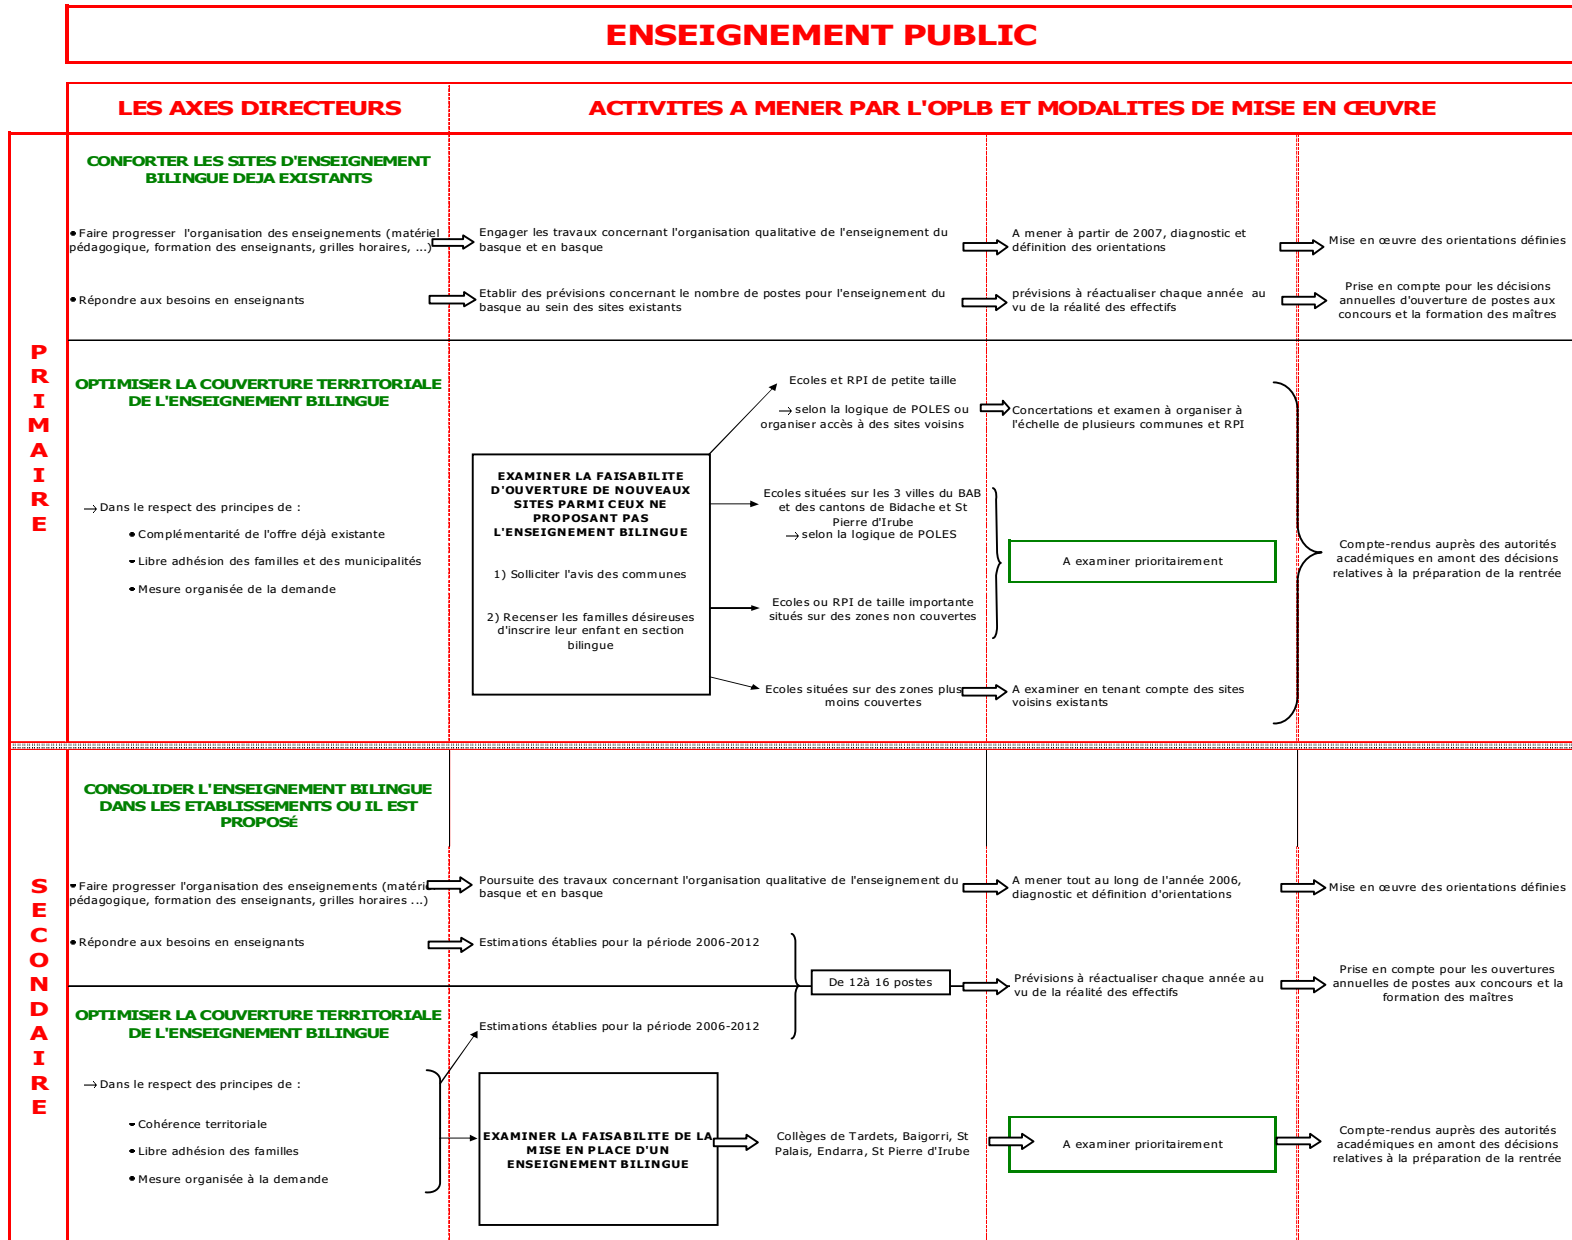 ENSEIGNEMENT PUBLIC
LES AXES DIRECTEURS
ACTIVITES A MENER PAR L'OPLB ET MODALITES DE MISE EN ŒUVRE
PRIMAIRE
CONFORTER LES SITES D'ENSEIGNEMENT
BILINGUE DEJA EXISTANTS
• Faire progresser l'organisation des enseignements (matériel
pédagogique, formation des enseignants, grilles horaires, ...)
Engager les travaux concernant l'organisation qualitative de l'enseignement du
basque et en basque
A mener à partir de 2007, diagnostic et
définition des orientations
Mise en œuvre des orientations définies
• Répondre aux besoins en enseignants
Etablir des prévisions concernant le nombre de postes pour l'enseignement du
basque au sein des sites existants
prévisions à réactualiser chaque année au
vu de la réalité des effectifs
Prise en compte pour les décisions
annuelles d'ouverture de postes aux
concours et la formation des maîtres
OPTIMISER LA COUVERTURE TERRITORIALE
DE L'ENSEIGNEMENT BILINGUE
→ Dans le respect des principes de :
• Complémentarité de l'offre déjà existante
• Libre adhésion des familles et des municipalités
• Mesure organisée de la demande
EXAMINER LA FAISABILITE
D'OUVERTURE DE NOUVEAUX
SITES PARMI CEUX NE
PROPOSANT PAS
L'ENSEIGNEMENT BILINGUE
1) Solliciter l'avis des communes
2) Recenser les familles désireuses
d'inscrire leur enfant en section
bilingue
Ecoles et RPI de petite taille
→ selon la logique de POLES ou
organiser accès à des sites voisins
Concertations et examen à organiser à
l'échelle de plusieurs communes et RPI
Ecoles situées sur les 3 villes du BAB
et des cantons de Bidache et St
Pierre d'Irube
→ selon la logique de POLES
Ecoles ou RPI de taille importante
situés sur des zones non couvertes
A examiner prioritairement
Ecoles situées sur des zones plus
moins couvertes
A examiner en tenant compte des sites
voisins existants
Compte-rendus auprès des autorités
académiques en amont des décisions
relatives à la préparation de la rentrée
SECONDAIRE
CONSOLIDER L'ENSEIGNEMENT BILINGUE
DANS LES ETABLISSEMENTS OU IL EST
PROPOSÉ
• Faire progresser l'organisation des enseignements (matérie
pédagogique, formation des enseignants, grilles horaires ...)
Poursuite des travaux concernant l'organisation qualitative de l'enseignement du
basque et en basque
A mener tout au long de l'année 2006,
diagnostic et définition d'orientations
Mise en œuvre des orientations définies
• Répondre aux besoins en enseignants
Estimations établies pour la période 2006-2012
De 12à 16 postes
Prévisions à réactualiser chaque année au
vu de la réalité des effectifs
Prise en compte pour les ouvertures
annuelles de postes aux concours et la
formation des maîtres
OPTIMISER LA COUVERTURE TERRITORIALE
DE L'ENSEIGNEMENT BILINGUE
Estimations établies pour la période 2006-2012
→ Dans le respect des principes de :
• Cohérence territoriale
• Libre adhésion des familles
• Mesure organisée à la demande
EXAMINER LA FAISABILITE DE LA
MISE EN PLACE D'UN
ENSEIGNEMENT BILINGUE
Collèges de Tardets, Baigorri, St
Palais, Endarra, St Pierre d'Irube
A examiner prioritairement
Compte-rendus auprès des autorités
académiques en amont des décisions
relatives à la préparation de la rentrée